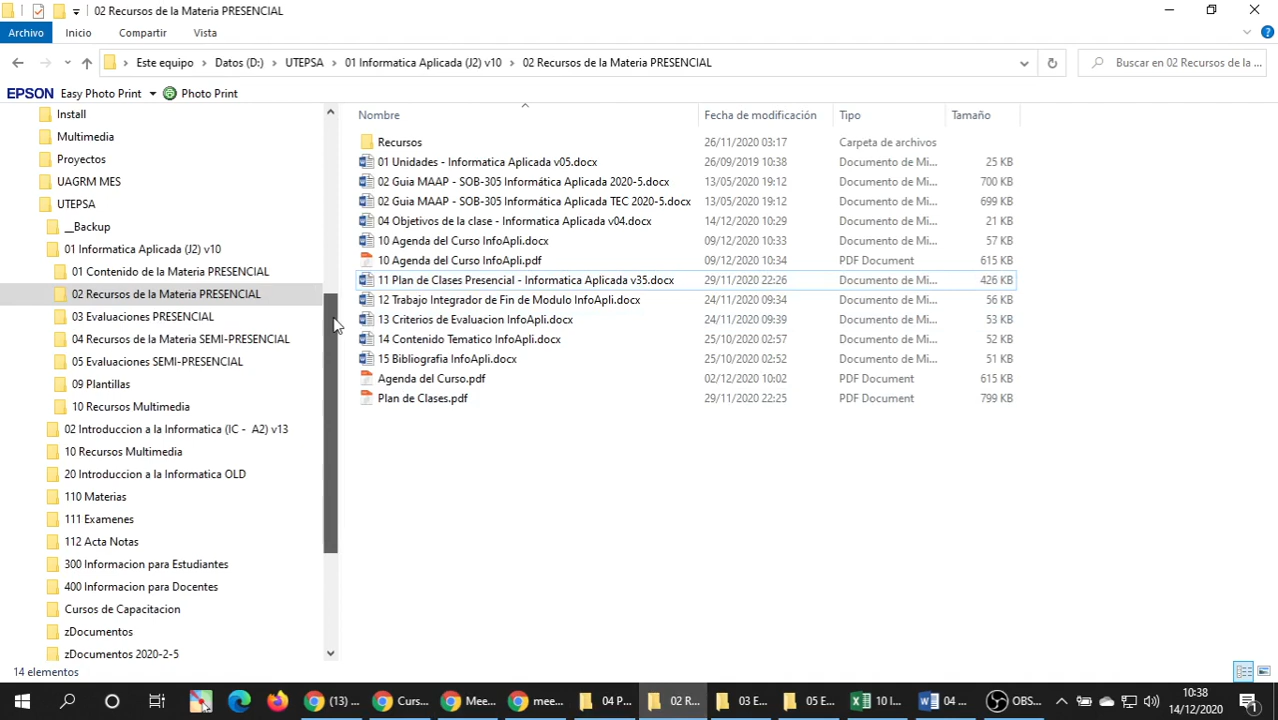 02 Recursos de la Materia PRESENCIAL
Archivo Inicio Compartir Vista
Este equipo > Datos (D:) > UTEPSA > 01 Informatica Aplicada (J2) v10 > 02 Recursos de la Materia PRESENCIAL
Buscar en 02 Recursos de la ...
EPSON Easy Photo Print Photo Print
Install
Multimedia
Proyectos
UAGRM MES
UTEPSA
__Backup
01 Informatica Aplicada (J2) v10
01 Contenido de la Materia PRESENCIAL
02 Recursos de la Materia PRESENCIAL
03 Evaluaciones PRESENCIAL
04 Recursos de la Materia SEMI-PRESENCIAL
05 Evaluaciones SEMI-PRESENCIAL
09 Plantillas
10 Recursos Multimedia
02 Introduccion a la Informatica (IC - A2) v13
10 Recursos Multimedia
20 Introduccion a la Informatica OLD
110 Materias
111 Examenes
112 Acta Notas
300 Informacion para Estudiantes
400 Informacion para Docentes
Cursos de Capacitacion
zDocumentos
zDocumentos 2020-2-5
Nombre Fecha de modificación Tipo Tamaño
Recursos 26/11/2020 03:17 Carpeta de archivos
01 Unidades - Informatica Aplicada v05.docx 26/09/2019 10:38 Documento de Mi... 25 KB
02 Guia MAAP - SOB-305 Informática Aplicada 2020-5.docx 13/05/2020 19:12 Documento de Mi... 700 KB
02 Guia MAAP - SOB-305 Informática Aplicada TEC 2020-5.docx 13/05/2020 19:12 Documento de Mi... 699 KB
04 Objetivos de la clase - Informatica Aplicada v04.docx 14/12/2020 10:29 Documento de Mi... 21 KB
10 Agenda del Curso InfoApli.docx 09/12/2020 10:33 Documento de Mi... 57 KB
10 Agenda del Curso InfoApli.pdf 09/12/2020 10:34 PDF Document 615 KB
11 Plan de Clases Presencial - Informatica Aplicada v35.docx 29/11/2020 22:26 Documento de Mi... 426 KB
12 Trabajo Integrador de Fin de Modulo InfoApli.docx 24/11/2020 09:34 Documento de Mi... 56 KB
13 Criterios de Evaluacion InfoApli.docx 24/11/2020 09:39 Documento de Mi... 53 KB
14 Contenido Tematico InfoApli.docx 25/10/2020 02:57 Documento de Mi... 52 KB
15 Bibliografia InfoApli.docx 25/10/2020 02:52 Documento de Mi... 51 KB
Agenda del Curso.pdf 02/12/2020 10:02 PDF Document 615 KB
Plan de Clases.pdf 29/11/2020 22:25 PDF Document 799 KB
14 elementos
(13) ... Curs... Mee... mee... 04 P... 02 R... 03 E... 05 E... 10 I... 04 ... OBS...
10:38
14/12/2020